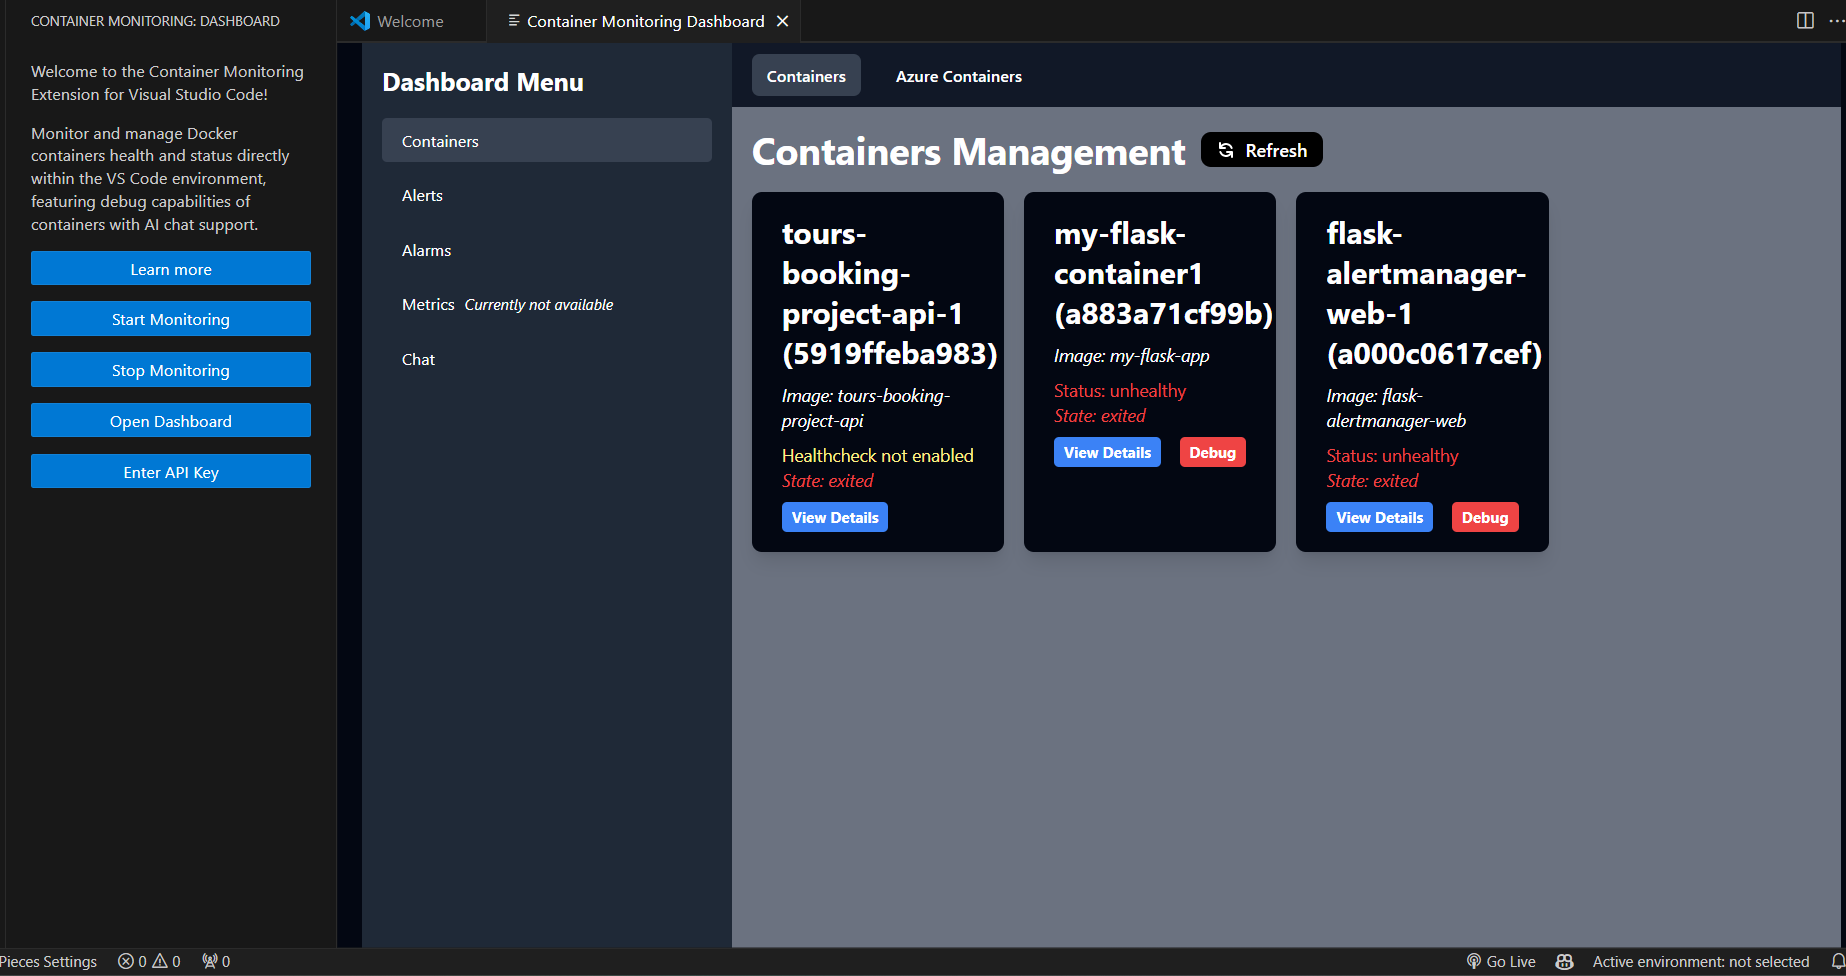 CONTAINER MONITORING: DASHBOARD
Welcome to the Container Monitoring
Extension for Visual Studio Code!
Monitor and manage Docker
containers health and status directly
within the VS Code environment,
featuring debug capabilities of
containers with AI chat support.
Learn more
Start Monitoring
Stop Monitoring
Open Dashboard
Enter API Key
Welcome
Container Monitoring Dashboard
Dashboard Menu
Containers
Alerts
Alarms
Metrics Currently not available
Chat
Containers
Azure Containers
Containers Management
Refresh
tours-
booking-
project-api-1
(5919ffeba983)
Image: tours-booking-
project-api
Healthcheck not enabled
State: exited
View Details
my-flask-
container1
(a883a71cf99b)
Image: my-flask-app
Status: unhealthy
State: exited
View Details
Debug
flask-
alertmanager-
web-1
(a000c0617cef)
Image: flask-
alertmanager-web
Status: unhealthy
State: exited
View Details
Debug
Pieces Settings
0
0
0
Go Live
Active environment: not selected